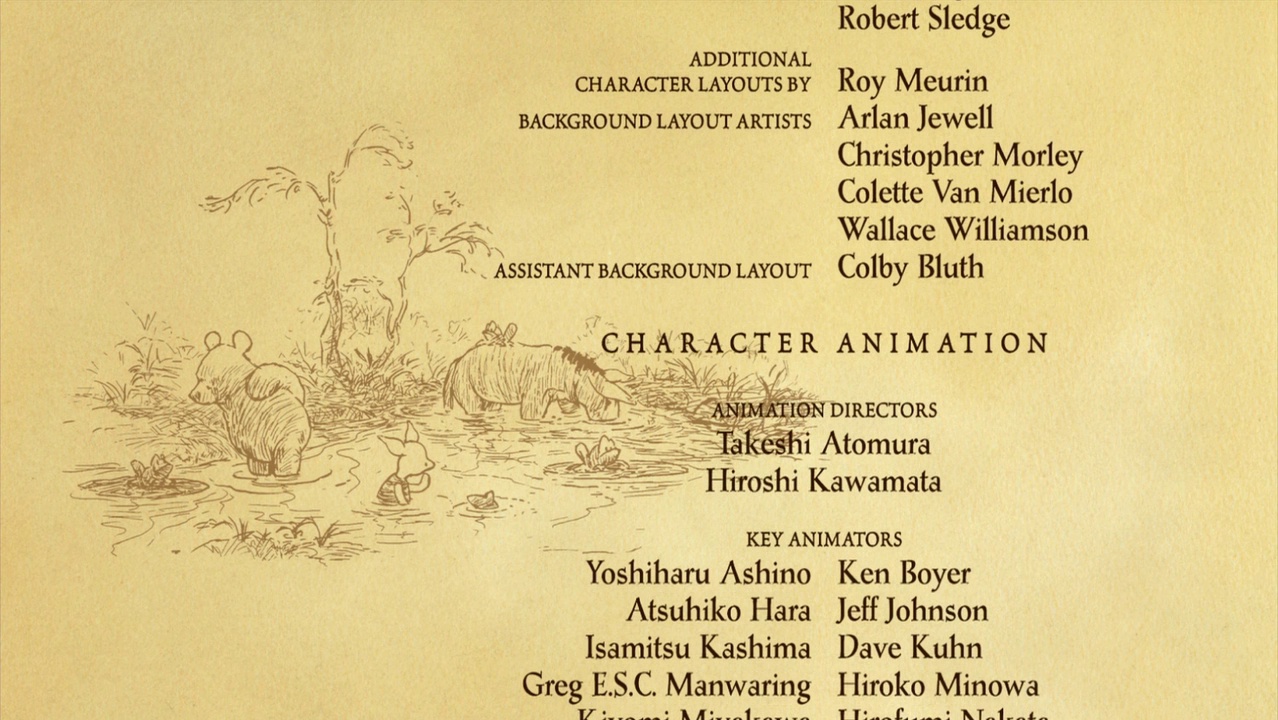 Robert Sledge
ADDITIONAL
CHARACTER LAYOUTS BY Roy Meurin
BACKGROUND LAYOUT ARTISTS Arlan Jewell
Christopher Morley
Colette Van Mierlo
Wallace Williamson
ASSISTANT BACKGROUND LAYOUT Colby Bluth
CHARACTER ANIMATION
ANIMATION DIRECTORS
Takeshi Atomura
Hiroshi Kawamata
KEY ANIMATORS
Yoshiharu Ashino Ken Boyer
Atsuhiko Hara Jeff Johnson
Isamitsu Kashima Dave Kuhn
Greg E.S.C. Manwaring Hiroko Minowa